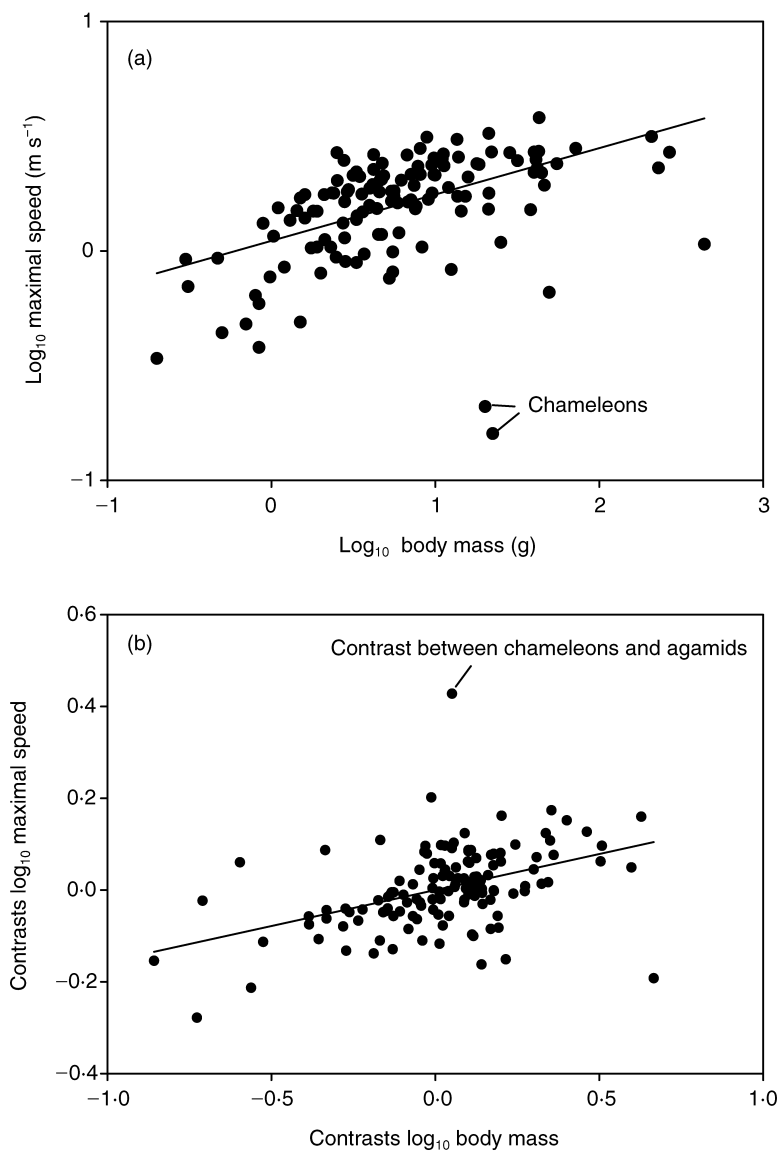 (a)
Log₁₀ maximal speed (m s⁻¹)
1
0
−1
Chameleons
−1 0 1 2 3
Log₁₀ body mass (g)
(b)
Contrast between chameleons and agamids
Contrasts log₁₀ maximal speed
0·6
0·4
0·2
0·0
−0·2
−0·4
−1·0 −0·5 0·0 0·5 1·0
Contrasts log₁₀ body mass